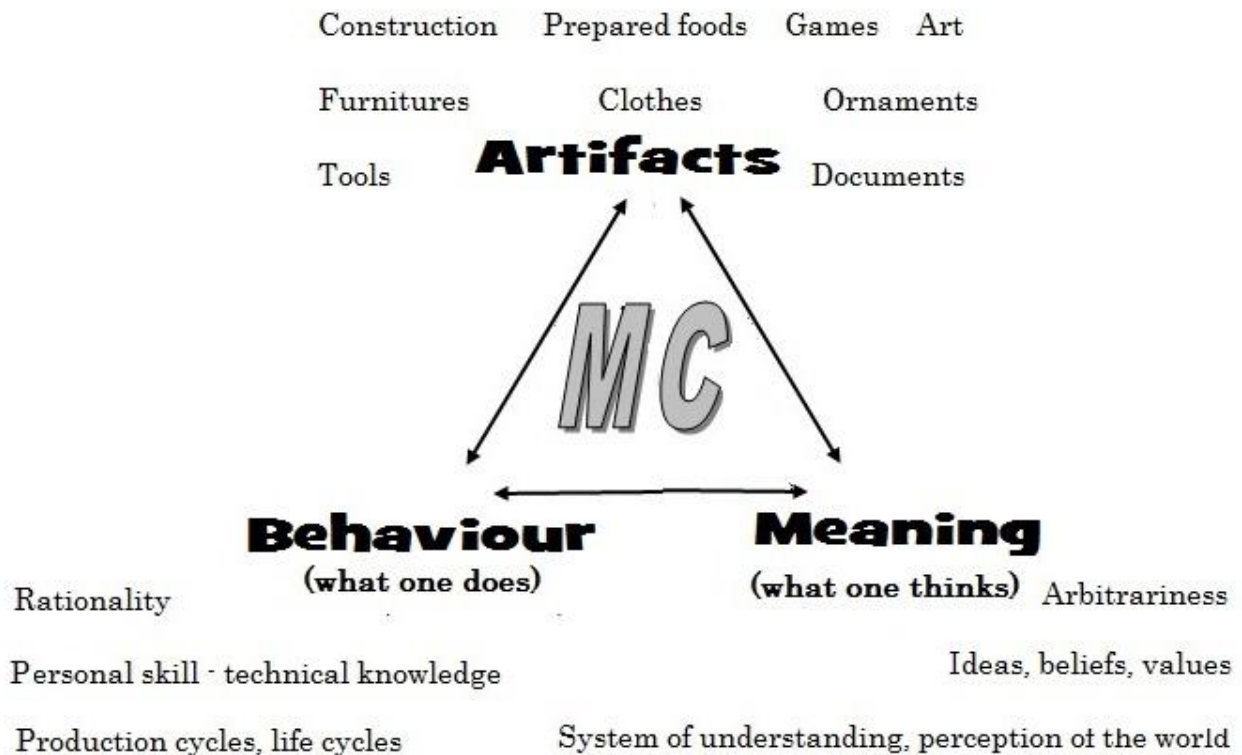 Construction Prepared foods Games Art
Furnitures Clothes Ornaments
Tools Artifacts Documents
MC
Behaviour Meaning
(what one does) (what one thinks)
Rationality Arbitrariness
Personal skill - technical knowledge Ideas, beliefs, values
Production cycles, life cycles System of understanding, perception of the world